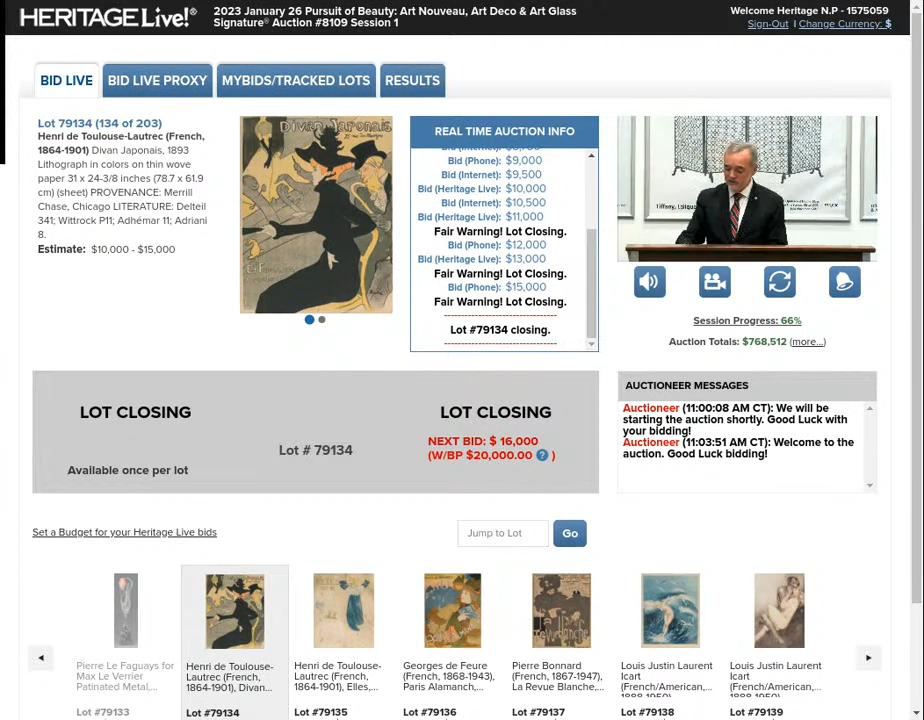 HERITAGE Live!®
2023 January 26 Pursuit of Beauty: Art Nouveau, Art Deco & Art Glass
Signature® Auction #8109 Session 1
Welcome Heritage N.P - 1575059
Sign-Out | Change Currency: $
BID LIVE
BID LIVE PROXY
MYBIDS/TRACKED LOTS
RESULTS
Lot 79134 (134 of 203)
Henri de Toulouse-Lautrec (French,
1864-1901) Divan Japonais, 1893
Lithograph in colors on thin wove
paper 31 x 24-3/8 inches (78.7 x 61.9
cm) (sheet) PROVENANCE: Merrill
Chase, Chicago LITERATURE: Delteil
341; Wittrock P11; Adhémar 11; Adriani
8.
Estimate: $10,000 - $15,000
Divan Japonais
REAL TIME AUCTION INFO
Bid (Phone): $9,000
Bid (Internet): $9,500
Bid (Heritage Live): $10,000
Bid (Internet): $10,500
Bid (Heritage Live): $11,000
Fair Warning! Lot Closing.
Bid (Phone): $12,000
Bid (Heritage Live): $13,000
Fair Warning! Lot Closing.
Bid (Phone): $15,000
Fair Warning! Lot Closing.
Lot #79134 closing.
Session Progress: 66%
Auction Totals: $768,512 (more...)
LOT CLOSING
Available once per lot
Lot # 79134
LOT CLOSING
NEXT BID: $ 16,000
(W/BP $20,000.00 ? )
AUCTIONEER MESSAGES
Auctioneer (11:00:08 AM CT): We will be
starting the auction shortly. Good Luck with
your bidding!
Auctioneer (11:03:51 AM CT): Welcome to the
auction. Good Luck bidding!
Set a Budget for your Heritage Live bids
Jump to Lot
Go
Pierre Le Faguays for
Max Le Verrier
Patinated Metal,...
Lot #79133
Henri de Toulouse-
Lautrec (French,
1864-1901), Divan...
Lot #79134
Henri de Toulouse-
Lautrec (French,
1864-1901), Elles,...
Lot #79135
Georges de Feure
(French, 1868-1943),
Paris Alamanch,...
Lot #79136
Pierre Bonnard
(French, 1867-1947),
La Revue Blanche,...
Lot #79137
Louis Justin Laurent
Icart
(French/American,...
1888-1950)
Lot #79138
Louis Justin Laurent
Icart
(French/American,...
1888-1950)
Lot #79139